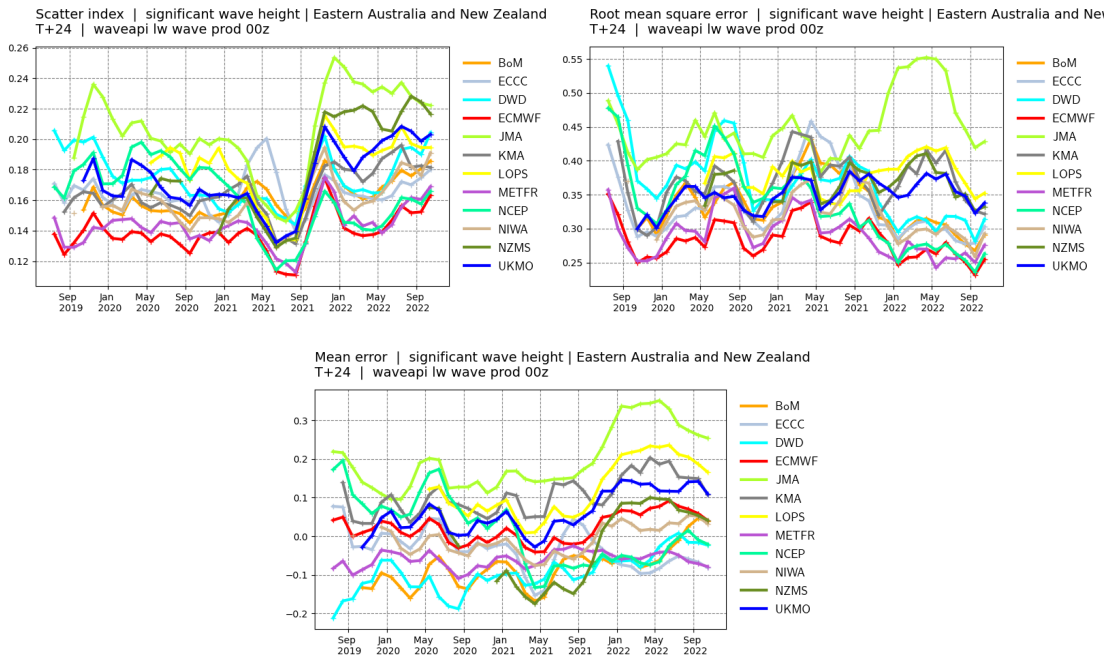 Scatter index | significant wave height | Eastern Australia and New Zealand
T+24 | waveapi lw wave prod 00z
0.26
0.24
0.22
0.20
0.18
0.16
0.14
0.12
Sep Jan May Sep Jan May Sep Jan May Sep
2019 2020 2020 2020 2021 2021 2021 2022 2022 2022
BoM
ECCC
DWD
ECMWF
JMA
KMA
LOPS
METFR
NCEP
NIWA
NZMS
UKMO
Root mean square error | significant wave height | Eastern Australia and New
T+24 | waveapi lw wave prod 00z
0.55
0.50
0.45
0.40
0.35
0.30
0.25
Sep Jan May Sep Jan May Sep Jan May Sep
2019 2020 2020 2020 2021 2021 2021 2022 2022 2022
BoM
ECCC
DWD
ECMWF
JMA
KMA
LOPS
METFR
NCEP
NIWA
NZMS
UKMO
Mean error | significant wave height | Eastern Australia and New Zealand
T+24 | waveapi lw wave prod 00z
0.3
0.2
0.1
0.0
−0.1
−0.2
Sep Jan May Sep Jan May Sep Jan May Sep
2019 2020 2020 2020 2021 2021 2021 2022 2022 2022
BoM
ECCC
DWD
ECMWF
JMA
KMA
LOPS
METFR
NCEP
NIWA
NZMS
UKMO